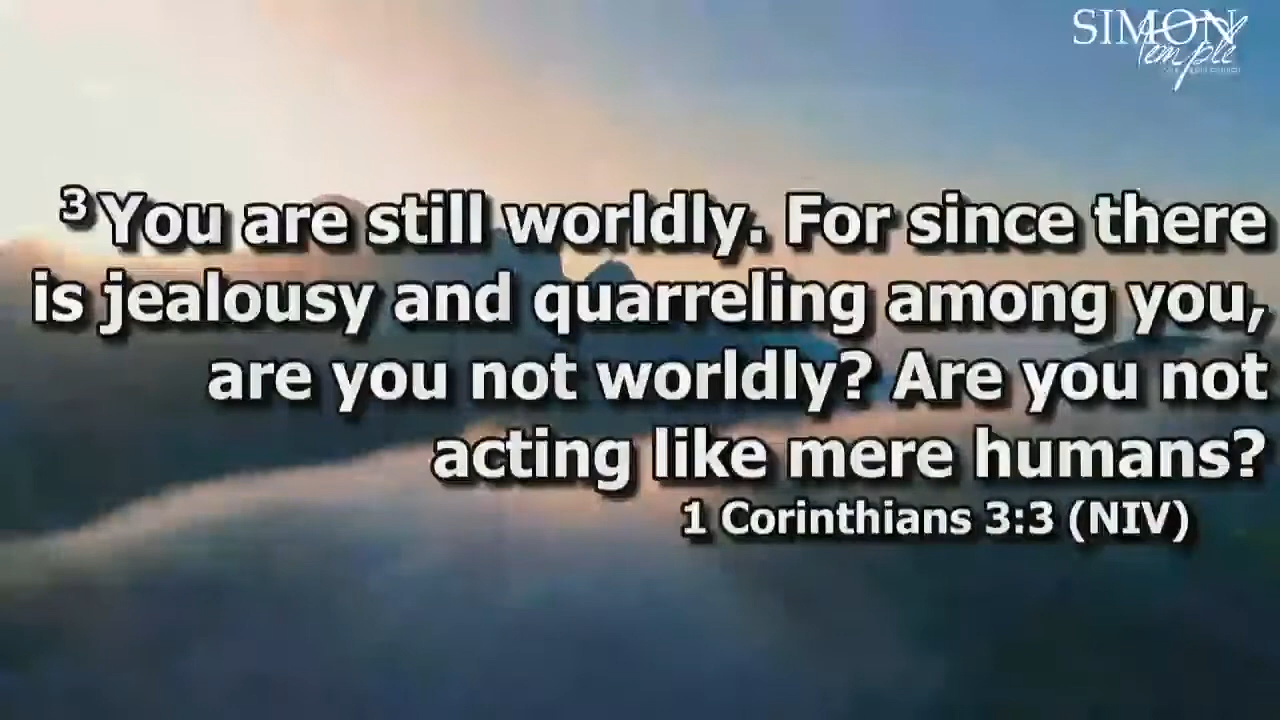 SIMON
Temple
³ You are still worldly. For since there
is jealousy and quarreling among you,
are you not worldly? Are you not
acting like mere humans?
1 Corinthians 3:3 (NIV)